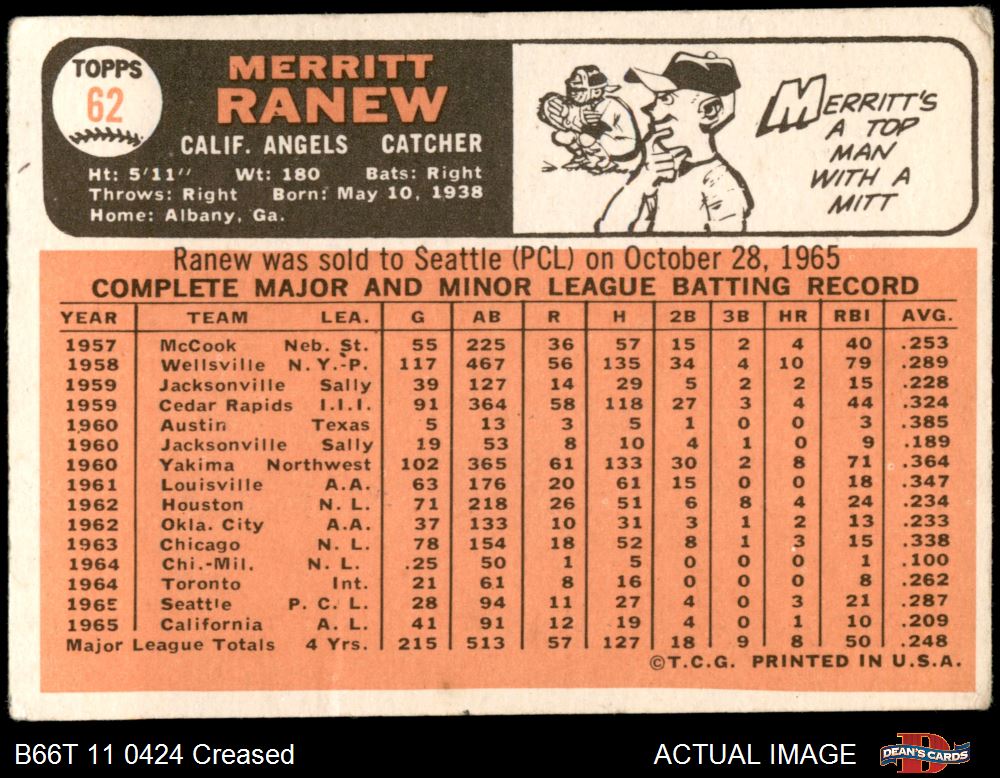 TOPPS
62
MERRITT
RANEW
CALIF. ANGELS CATCHER
Ht: 5'11" Wt: 180 Bats: Right
Throws: Right Born: May 10, 1938
Home: Albany, Ga.
MERRITT'S
A TOP
MAN
WITH A
MITT
Ranew was sold to Seattle (PCL) on October 28, 1965
COMPLETE MAJOR AND MINOR LEAGUE BATTING RECORD
YEAR TEAM LEA. G AB R H 2B 3B HR RBI AVG.
1957 McCook Neb. St. 55 225 36 57 15 2 4 40 .253
1958 Wellsville N.Y.-P. 117 467 56 135 34 4 10 79 .289
1959 Jacksonville Sally 39 127 14 29 5 2 2 15 .228
1959 Cedar Rapids I.I.I. 91 364 58 118 27 3 4 44 .324
1960 Austin Texas 5 13 3 5 1 0 0 3 .385
1960 Jacksonville Sally 19 53 8 10 4 1 0 9 .189
1960 Yakima Northwest 102 365 61 133 30 2 8 71 .364
1961 Louisville A.A. 63 176 20 61 15 0 0 18 .347
1962 Houston N. L. 71 218 26 51 6 8 4 24 .234
1962 Okla. City A.A. 37 133 10 31 3 1 2 13 .233
1963 Chicago N. L. 78 154 18 52 8 1 3 15 .338
1964 Chi.-Mil. N. L. .25 50 1 5 0 0 0 1 .100
1964 Toronto Int. 21 61 8 16 0 0 0 8 .262
1965 Seattle P. C. L. 28 94 11 27 4 0 3 21 .287
1965 California A. L. 41 91 12 19 4 0 1 10 .209
Major League Totals 4 Yrs. 215 513 57 127 18 9 8 50 .248
©T.C.G. PRINTED IN U.S.A.
B66T 11 0424 Creased
ACTUAL IMAGE
DEAN'S CARDS